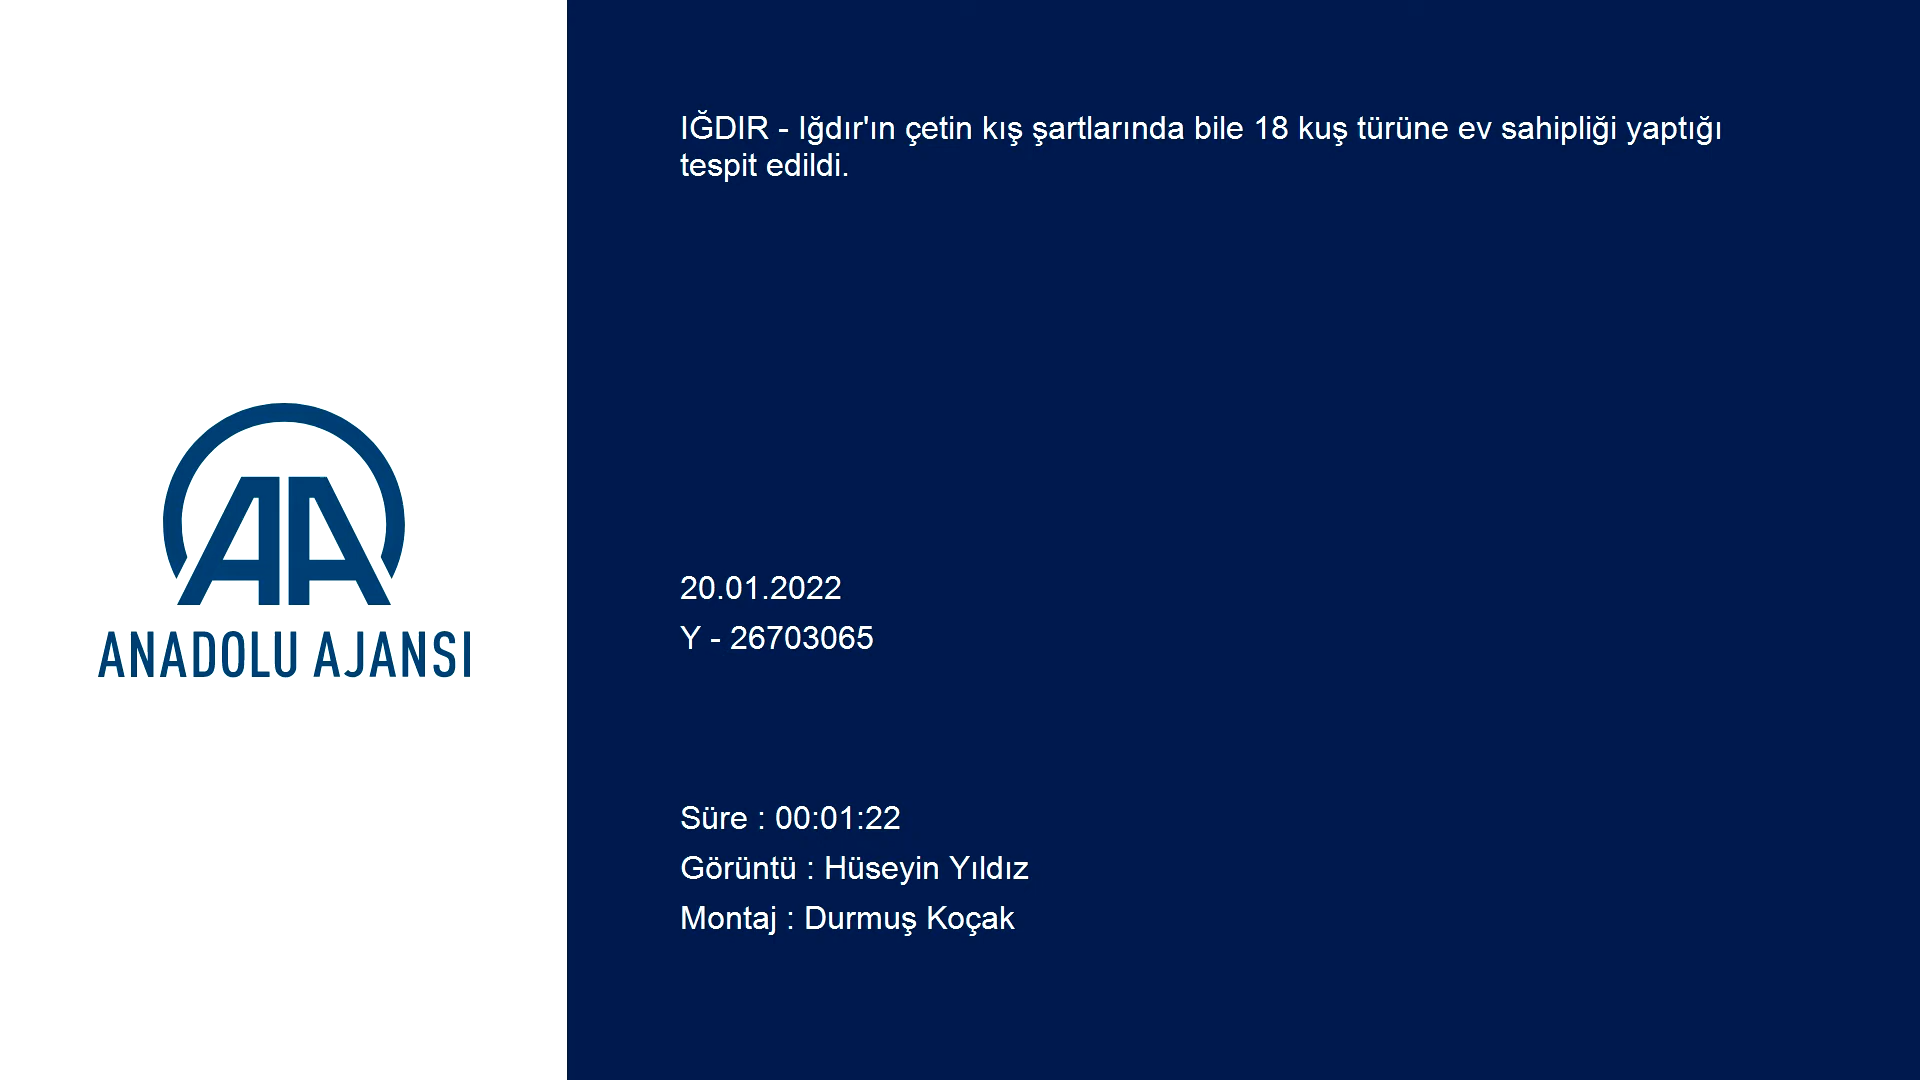 IĞDIR - Iğdır'ın çetin kış şartlarında bile 18 kuş türüne ev sahipliği yaptığı
tespit edildi.
20.01.2022
Y - 26703065
Süre : 00:01:22
Görüntü : Hüseyin Yıldız
Montaj : Durmuş Koçak
AA
ANADOLU AJANSI